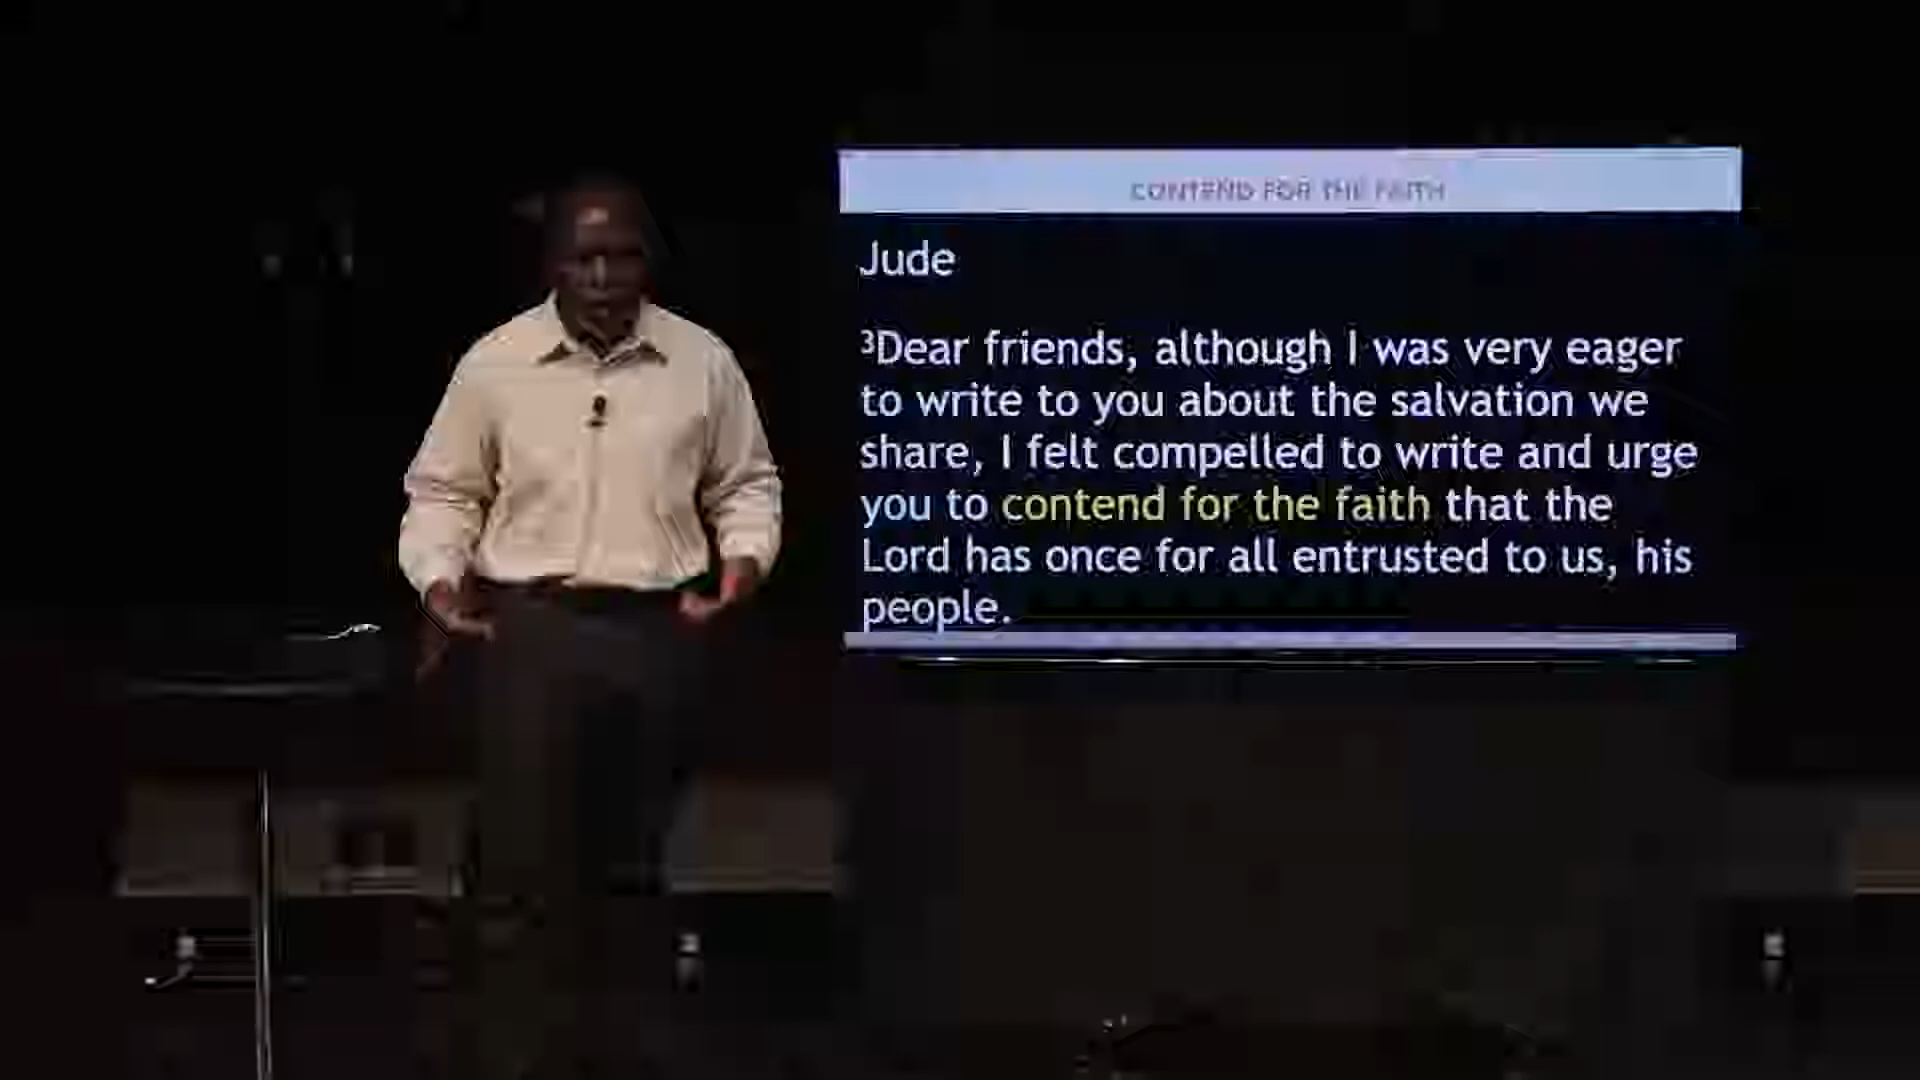 CONTEND FOR THE FAITH
Jude
³Dear friends, although I was very eager
to write to you about the salvation we
share, I felt compelled to write and urge
you to contend for the faith that the
Lord has once for all entrusted to us, his
people.